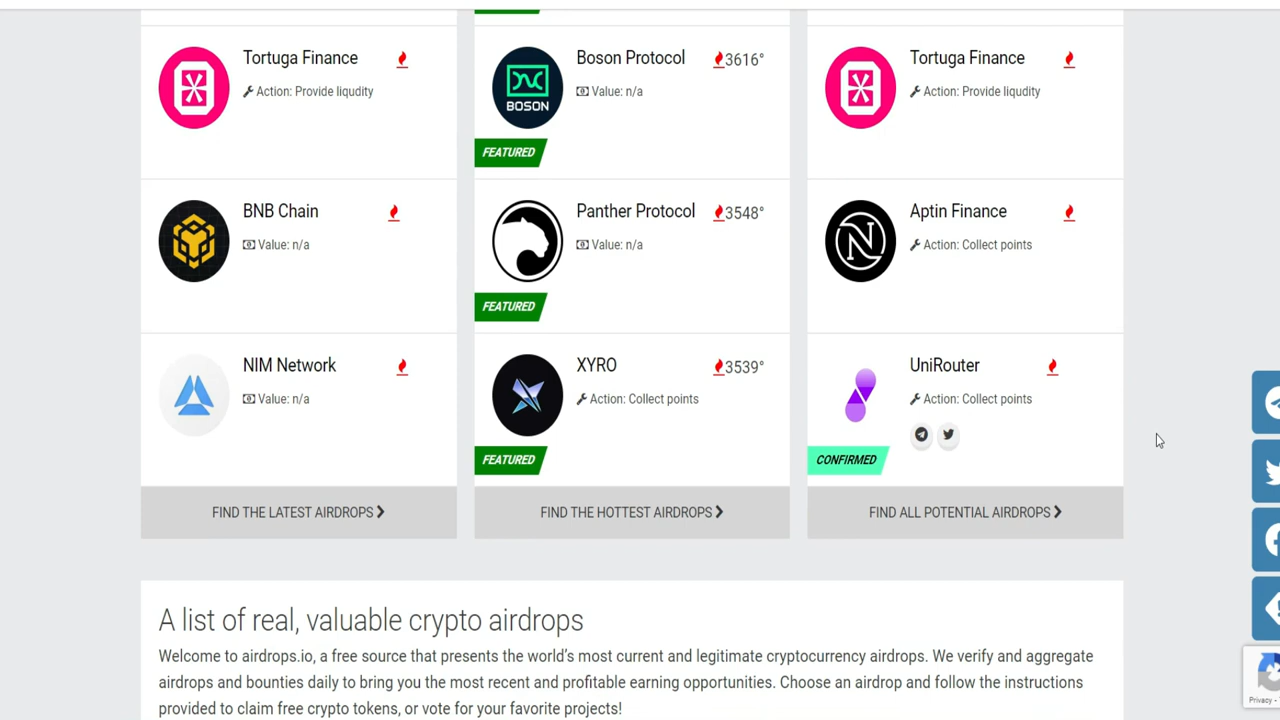 Tortuga Finance
Action: Provide liqudity
BNB Chain
Value: n/a
NIM Network
Value: n/a
FIND THE LATEST AIRDROPS
Boson Protocol 3616°
Value: n/a
BOSON
FEATURED
Panther Protocol 3548°
Value: n/a
FEATURED
XYRO 3539°
Action: Collect points
FEATURED
FIND THE HOTTEST AIRDROPS
Tortuga Finance
Action: Provide liqudity
Aptin Finance
Action: Collect points
UniRouter
Action: Collect points
CONFIRMED
FIND ALL POTENTIAL AIRDROPS
A list of real, valuable crypto airdrops
Welcome to airdrops.io, a free source that presents the world's most current and legitimate cryptocurrency airdrops. We verify and aggregate
airdrops and bounties daily to bring you the most recent and profitable earning opportunities. Choose an airdrop and follow the instructions
provided to claim free crypto tokens, or vote for your favorite projects!
Privacy -